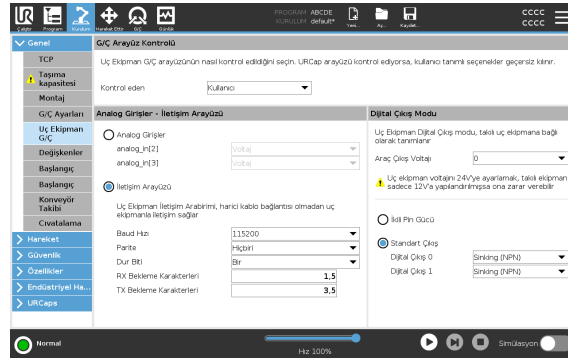 PROGRAM ABCDE
KURULUM default*
Çalıştır Program Kurulum Hareket Ettir G/Ç Günlük
Yeni... Aç... Kaydet...
CCCC
CCCC
Genel
TCP
Taşıma
kapasitesi
Montaj
G/Ç Ayarları
Uç Ekipman
G/Ç
Değişkenler
Başlangıç
Başlangıç
Konveyör
Takibi
Cıvatalama
Hareket
Güvenlik
Özellikler
Endüstriyel Ha...
URCaps
G/Ç Arayüz Kontrolü
Uç Ekipman G/Ç arayüzünün nasıl kontrol edildiğini seçin. URCap arayüzü kontrol ediyorsa, kullanıcı tanımlı seçenekler geçersiz kılınır.
Kontrol eden Kullanıcı
Analog Girişler - İletişim Arayüzü
Analog Girişler
analog_in[2] Voltaj
analog_in[3] Voltaj
İletişim Arayüzü
Uç Ekipman İletişim Arabirimi, harici kablo bağlantısı olmadan uç
ekipmanla iletişim sağlar
Baud Hızı 115200
Parite Hiçbiri
Dur Biti Bir
RX Bekleme Karakterleri 1,5
TX Bekleme Karakterleri 3,5
Dijital Çıkış Modu
Uç Ekipman Dijital Çıkış modu, takılı uç ekipmana bağlı
olarak tanımlanır
Araç Çıkış Voltajı 0
Uç ekipman voltajını 24V'ye ayarlamak, takılı ekipman
sadece 12V'a yapılandırılmışsa ona zarar verebilir
İkili Pin Gücü
Standart Çıkış
Dijital Çıkış 0 Sinking (NPN)
Dijital Çıkış 1 Sinking (NPN)
Normal
Hız 100%
Simülasyon